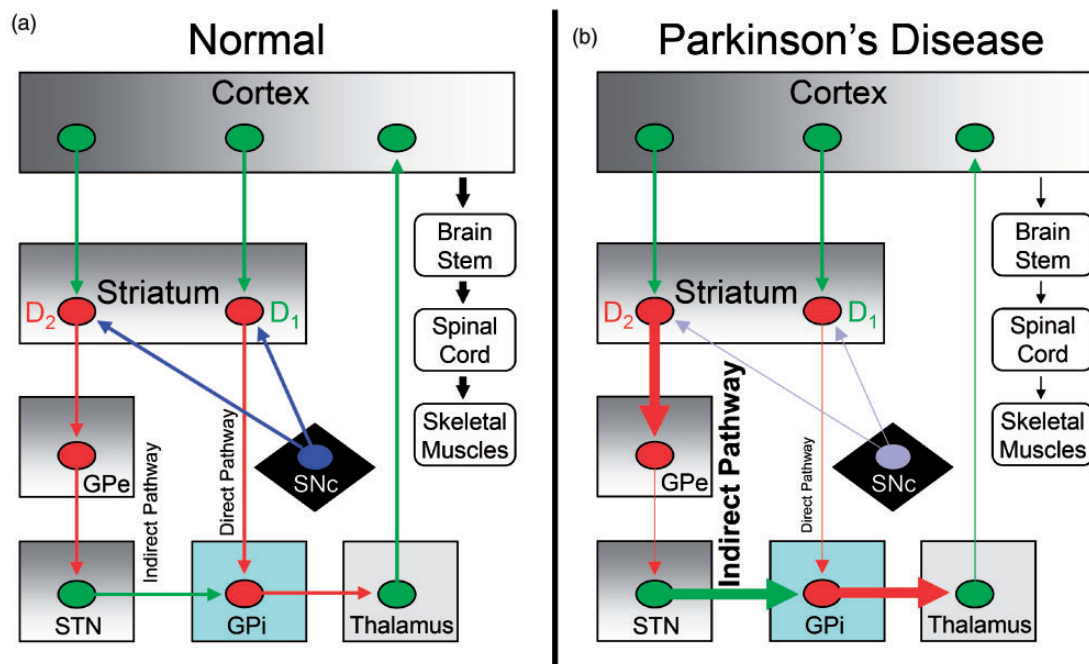 (a)
Normal
Cortex
Brain
Stem
Striatum
D2
D1
Spinal
Cord
Skeletal
Muscles
GPe
SNc
Indirect Pathway
Direct Pathway
STN
GPi
Thalamus
(b)
Parkinson's Disease
Cortex
Brain
Stem
Striatum
D2
D1
Spinal
Cord
Skeletal
Muscles
GPe
SNc
Indirect Pathway
Direct Pathway
STN
GPi
Thalamus